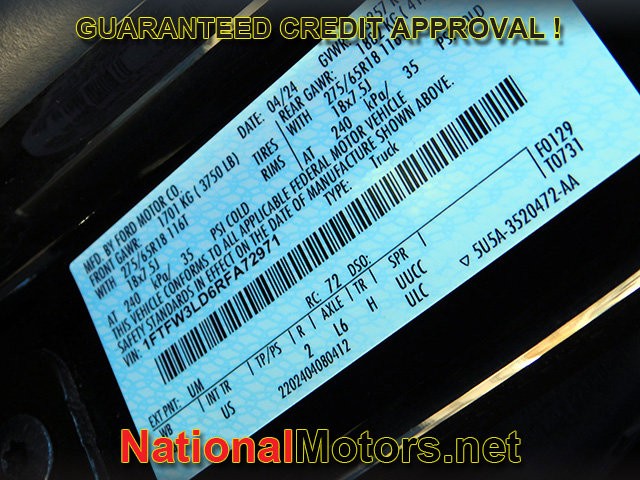 GUARANTEED CREDIT APPROVAL !
MFD. BY FORD MOTOR CO.
DATE: 04/24
FRONT GAWR: 1701 KG ( 3750 LB)
REAR GAWR:
275/65R18 116T
TIRES
WITH 275/65R18 116T
18x7.5J
RIMS
18x7.5J
AT 240 kPa/ 35 PSI COLD
AT 240 kPa/ 35 PSI COLD
THIS VEHICLE CONFORMS TO ALL APPLICABLE FEDERAL MOTOR VEHICLE
SAFETY STANDARDS IN EFFECT ON THE DATE OF MANUFACTURE SHOWN ABOVE.
VIN: 1FTFW3LD6RFA72971
TYPE: Truck
F0129
T0731
EXT PNT: UM RC: 72 DSO:
WB INT TR TP/PS R AXLE TR SPR
US 2 L6 H UUCC
ULC
2202404080412
5U5A-3520472-AA
NationalMotors.net